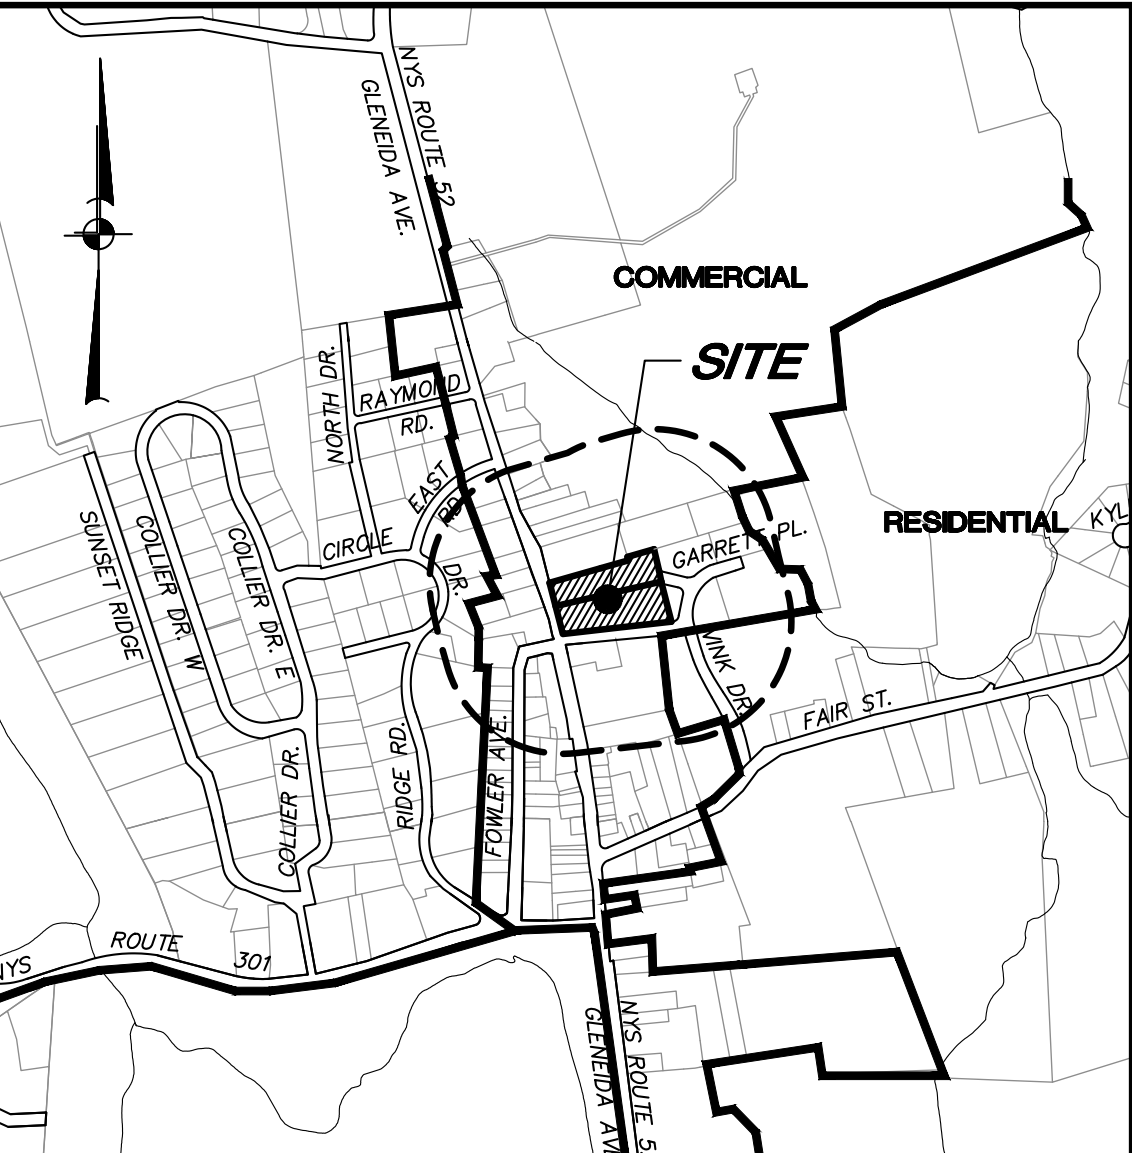 NYS ROUTE 52
GLENEIDA AVE.
COMMERCIAL
SITE
NORTH DR.
RAYMOND
RD.
EAST
RD.
CIRCLE
DR.
GARRETT PL.
RESIDENTIAL
KYL
SUNSET RIDGE
COLLIER DR. W
COLLIER DR. E
VINK DR.
FAIR ST.
RIDGE RD.
FOWLER AVE.
COLLIER DR.
NYS
ROUTE
301
GLENEIDA AV
NYS ROUTE 5